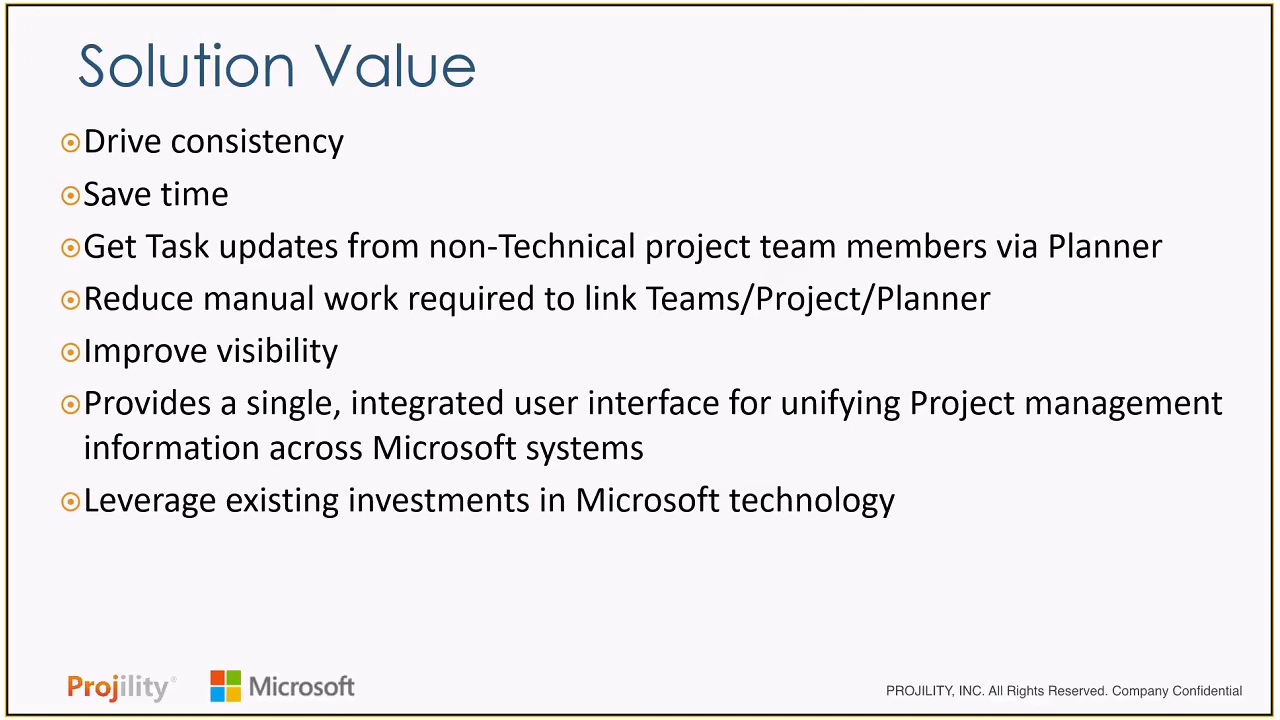 Solution Value
Drive consistency
Save time
Get Task updates from non-Technical project team members via Planner
Reduce manual work required to link Teams/Project/Planner
Improve visibility
Provides a single, integrated user interface for unifying Project management
information across Microsoft systems
Leverage existing investments in Microsoft technology
Projility®
Microsoft
PROJILITY, INC. All Rights Reserved. Company Confidential